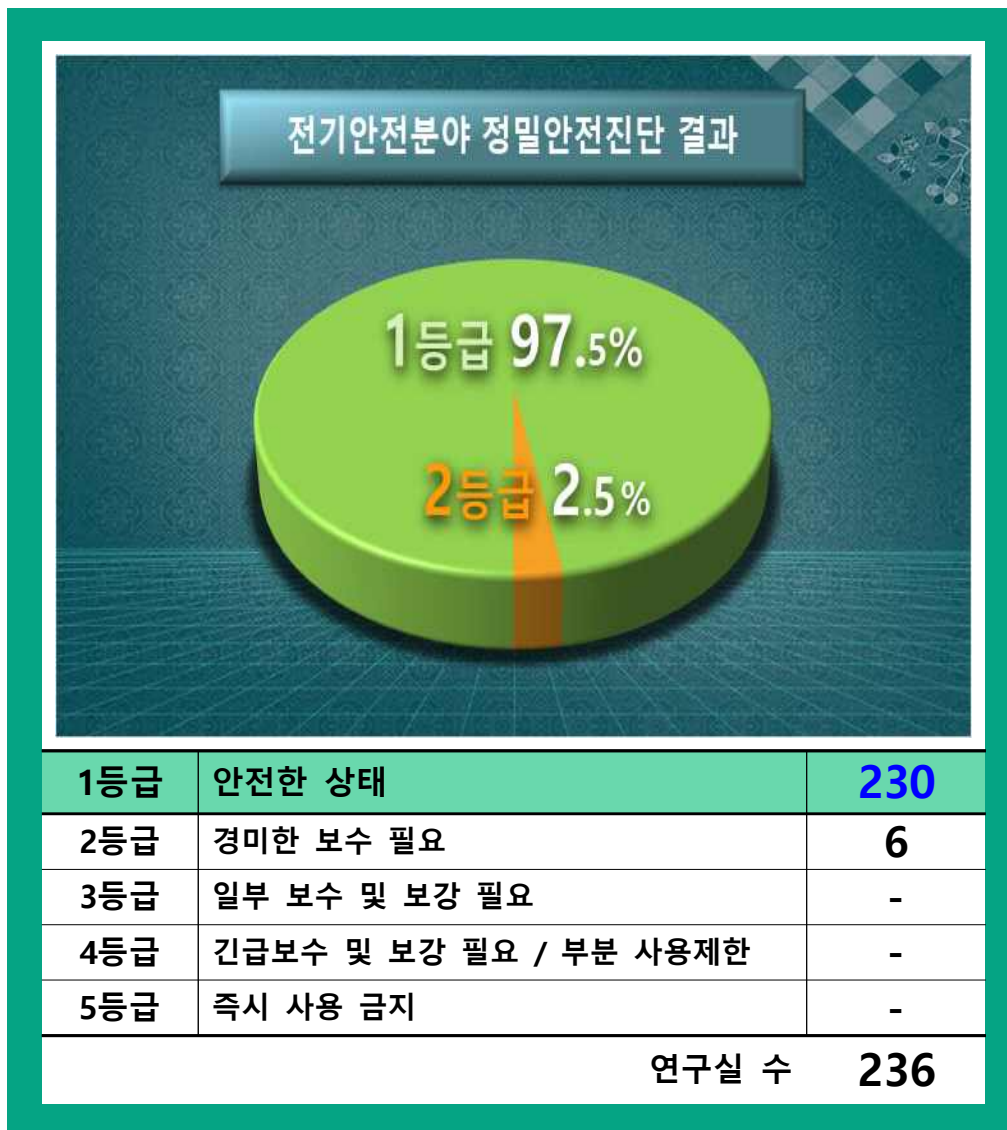 전기안전분야 정밀안전진단 결과
1등급 97.5%
2등급 2.5%
1등급 안전한 상태 230
2등급 경미한 보수 필요 6
3등급 일부 보수 및 보강 필요 -
4등급 긴급보수 및 보강 필요 / 부분 사용제한 -
5등급 즉시 사용 금지 -
연구실 수 236